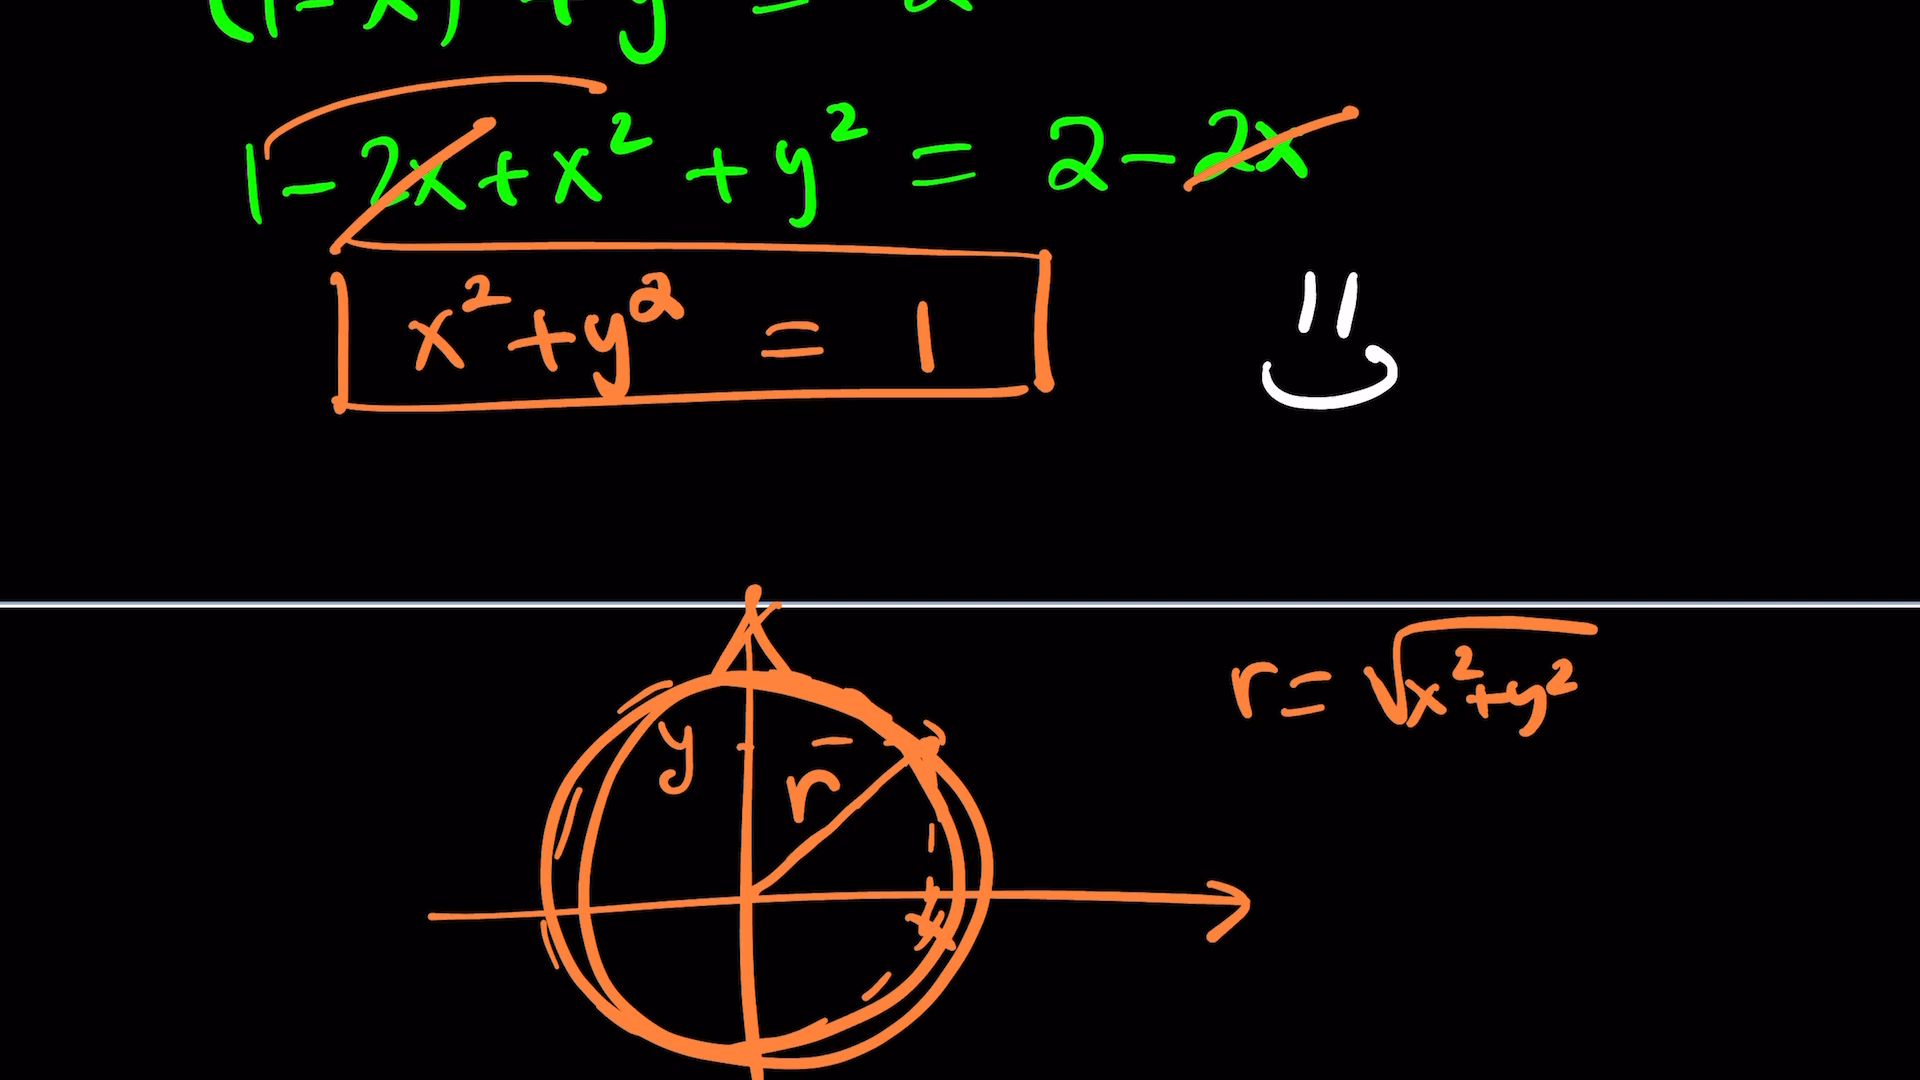 1 - 2x + x² + y² = 2 - 2x
x² + y² = 1
r = √x² + y²
y
r
x